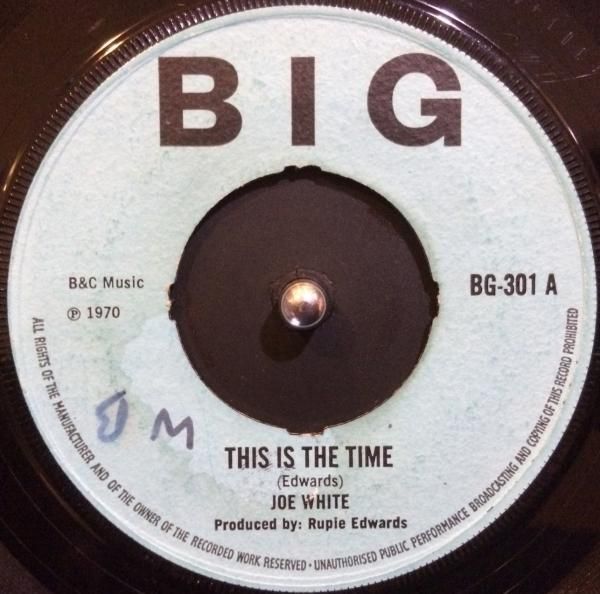 BIG
B&C Music
℗ 1970
BG-301 A
THIS IS THE TIME
(Edwards)
JOE WHITE
Produced by: Rupie Edwards
ALL RIGHTS OF THE MANUFACTURER AND OF THE OWNER OF THE RECORDED WORK RESERVED · UNAUTHORISED PUBLIC PERFORMANCE BROADCASTING AND COPYING OF THIS RECORD PROHIBITED